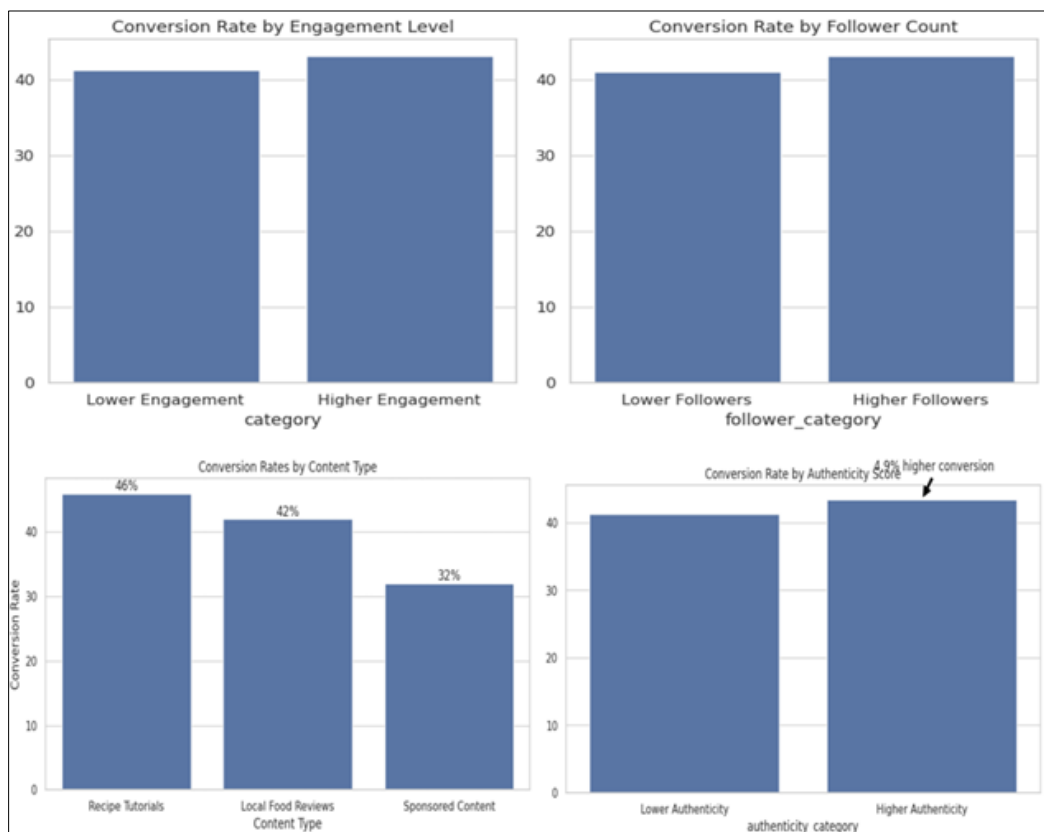 Conversion Rate by Engagement Level
40
30
20
10
0
Lower Engagement Higher Engagement
category
Conversion Rate by Follower Count
40
30
20
10
0
Lower Followers Higher Followers
follower_category
Conversion Rates by Content Type
46%
42%
32%
40
30
20
10
0
Conversion Rate
Recipe Tutorials Local Food Reviews Sponsored Content
Content Type
4.9% higher conversion
Conversion Rate by Authenticity Score
40
30
20
10
0
Lower Authenticity Higher Authenticity
authenticity_category